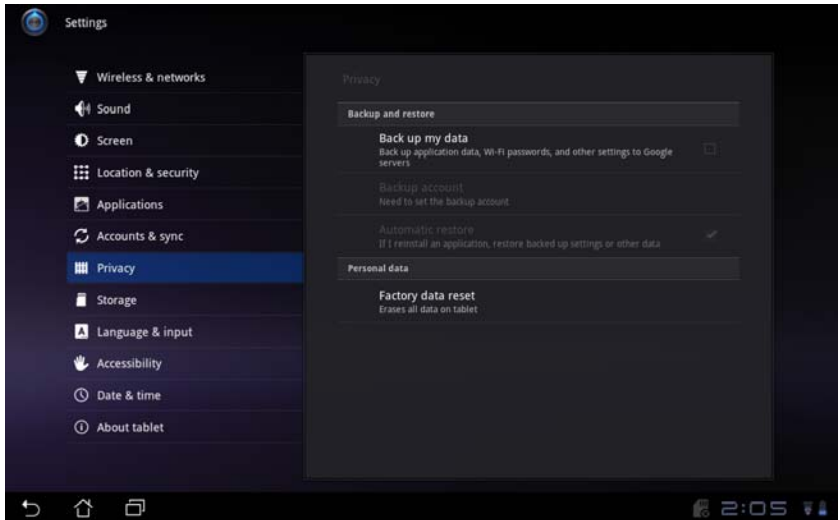 Settings
Wireless & networks
Sound
Screen
Location & security
Applications
Accounts & sync
Privacy
Storage
Language & input
Accessibility
Date & time
About tablet
Privacy
Backup and restore
Back up my data
Back up application data, Wi-Fi passwords, and other settings to Google
servers
Backup account
Need to set the backup account
Automatic restore
If I reinstall an application, restore backed up settings or other data
Personal data
Factory data reset
Erases all data on tablet
2:05